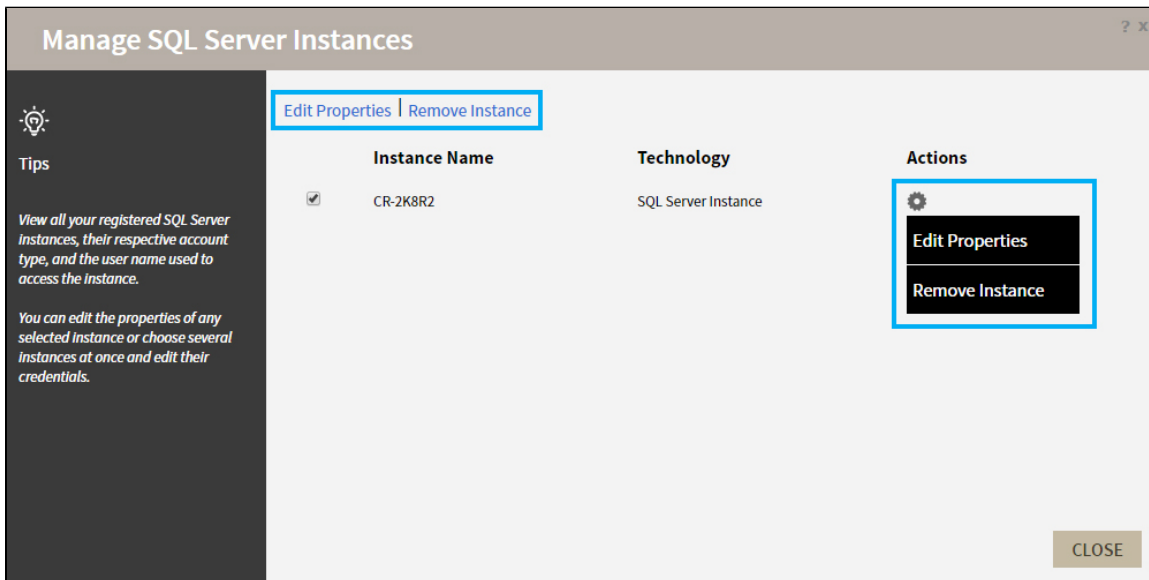 Manage SQL Server Instances
? x
Tips
View all your registered SQL Server
instances, their respective account
type, and the user name used to
access the instance.
You can edit the properties of any
selected instance or choose several
instances at once and edit their
credentials.
Edit Properties | Remove Instance
Instance Name Technology Actions
CR-2K8R2 SQL Server Instance
Edit Properties
Remove Instance
CLOSE